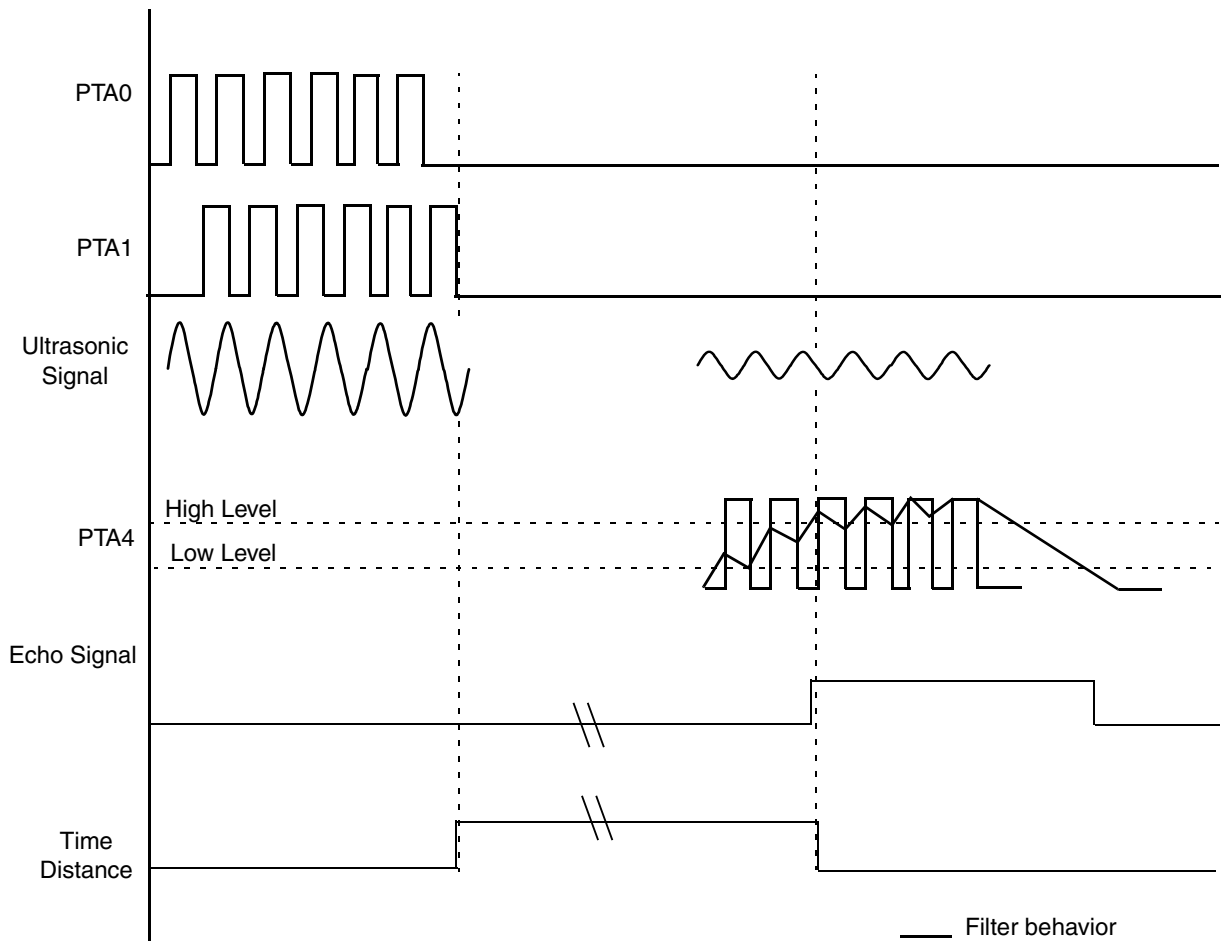 PTA0
PTA1
Ultrasonic
Signal
High Level
PTA4
Low Level
Echo Signal
Time
Distance
Filter behavior